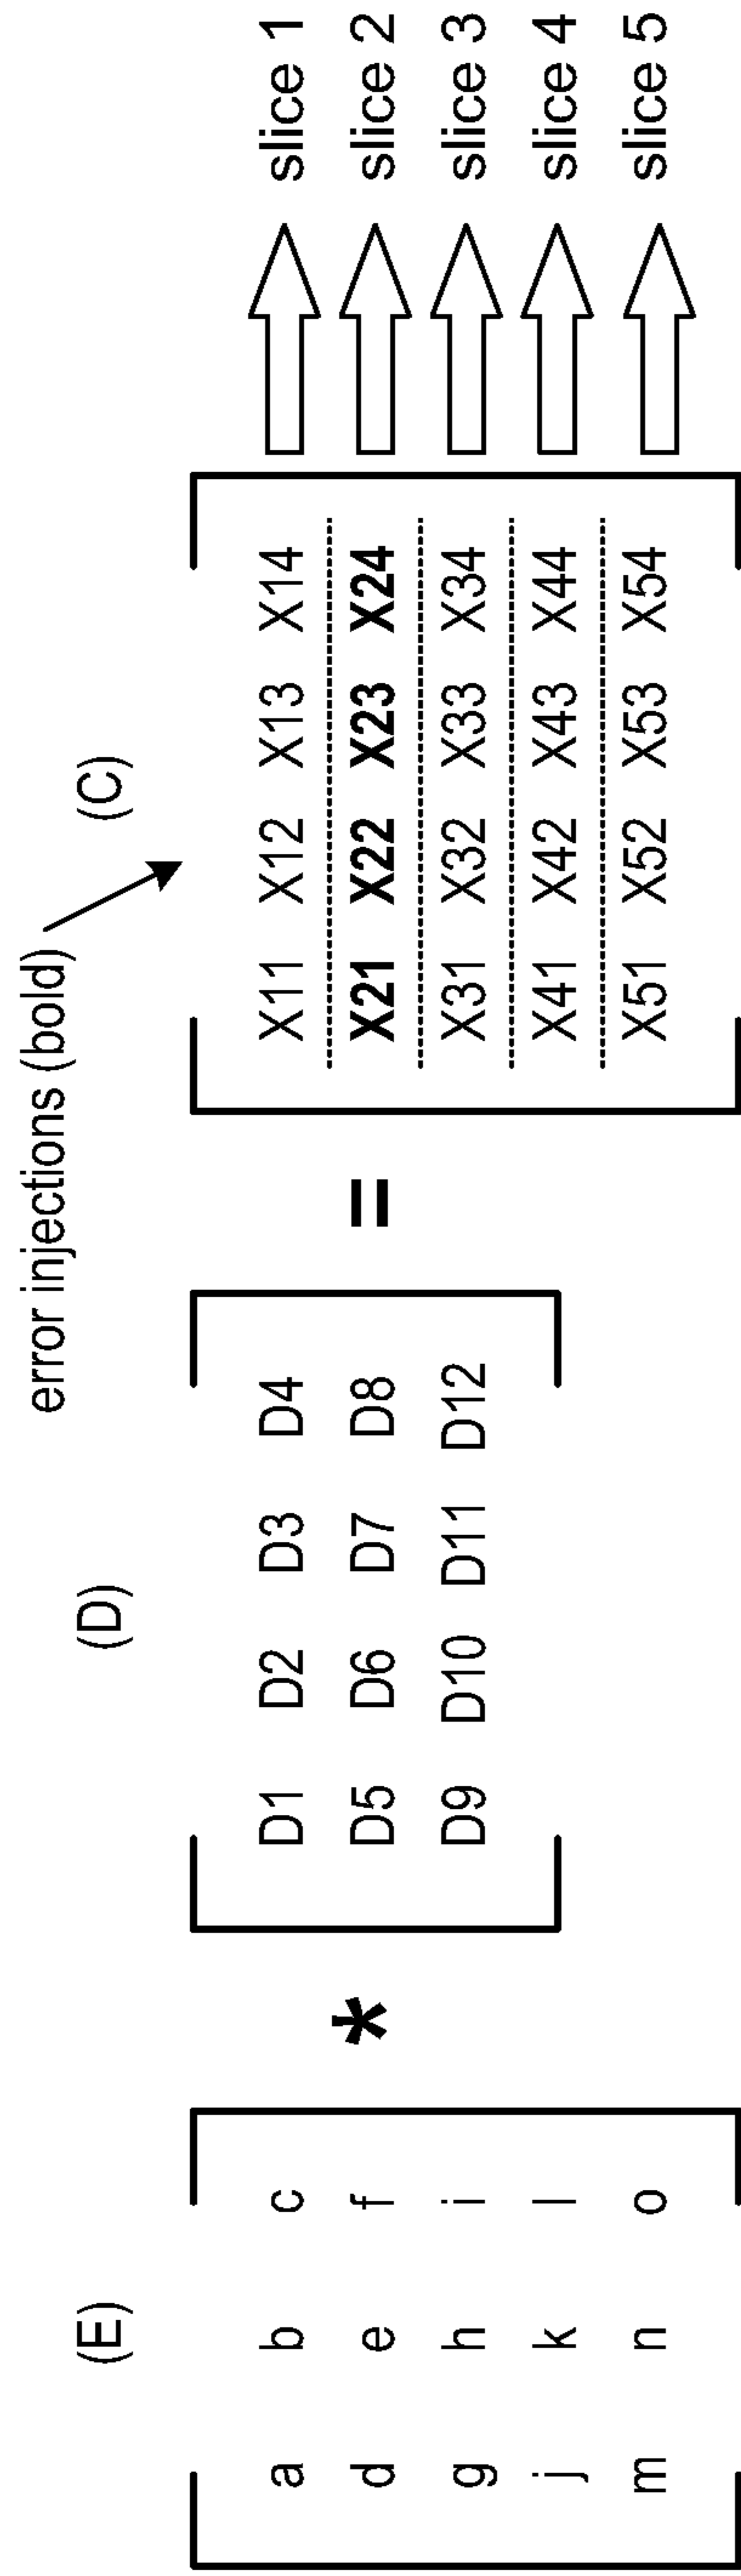 error injections (bold)
(E) (D) (C)
a b c D1 D2 D3 D4 X11 X12 X13 X14 slice 1
d e f * D5 D6 D7 D8 = X21 X22 X23 X24 slice 2
g h i D9 D10 D11 D12 X31 X32 X33 X34 slice 3
j k l X41 X42 X43 X44 slice 4
m n o X51 X52 X53 X54 slice 5